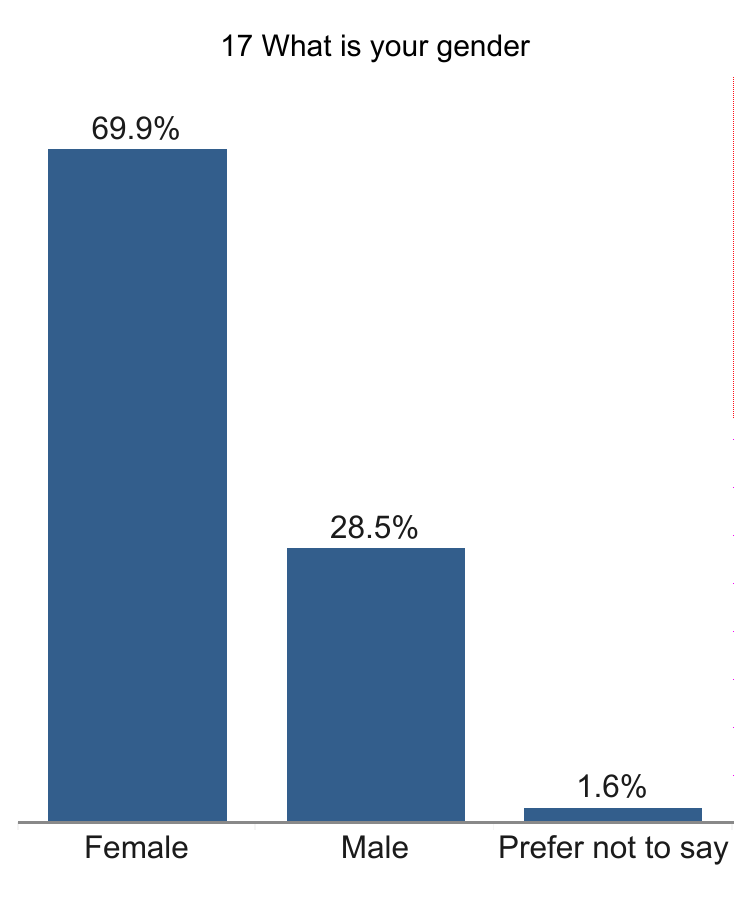 17 What is your gender
69.9%
28.5%
1.6%
Female
Male
Prefer not to say